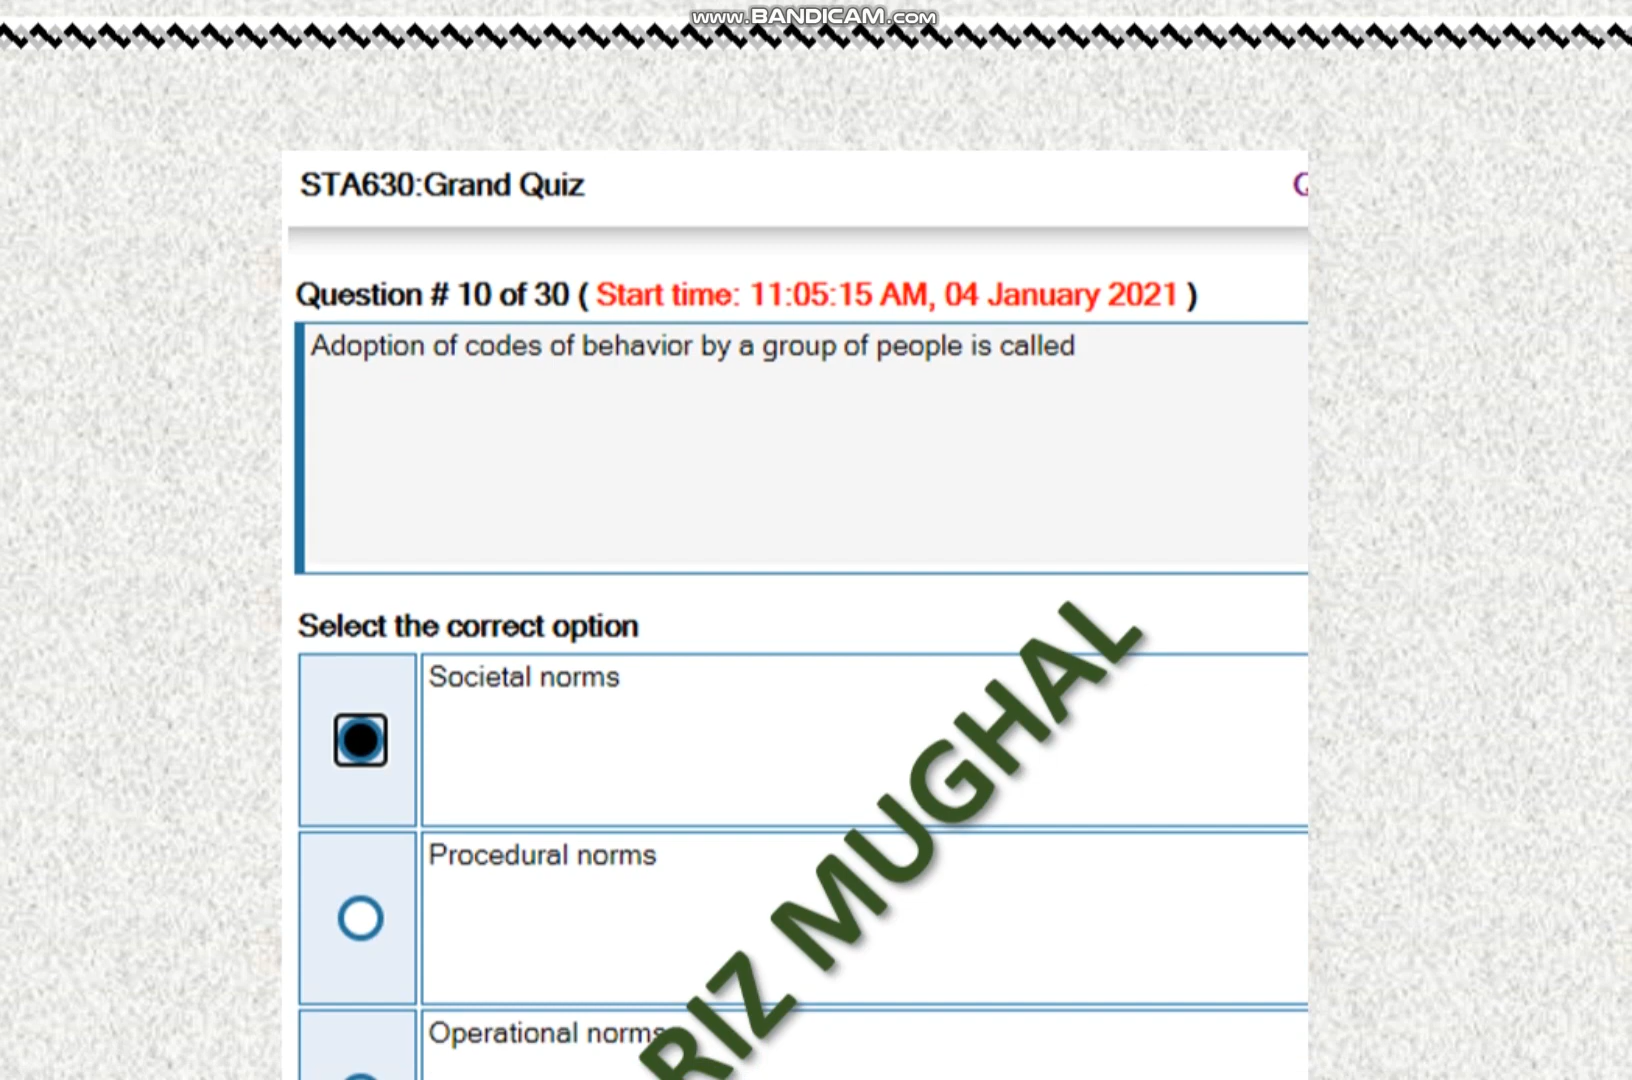 www.BANDICAM.com
STA630:Grand Quiz
Question # 10 of 30 ( Start time: 11:05:15 AM, 04 January 2021 )
Adoption of codes of behavior by a group of people is called
Select the correct option
Societal norms
Procedural norms
Operational norms
RIZ MUGHAL